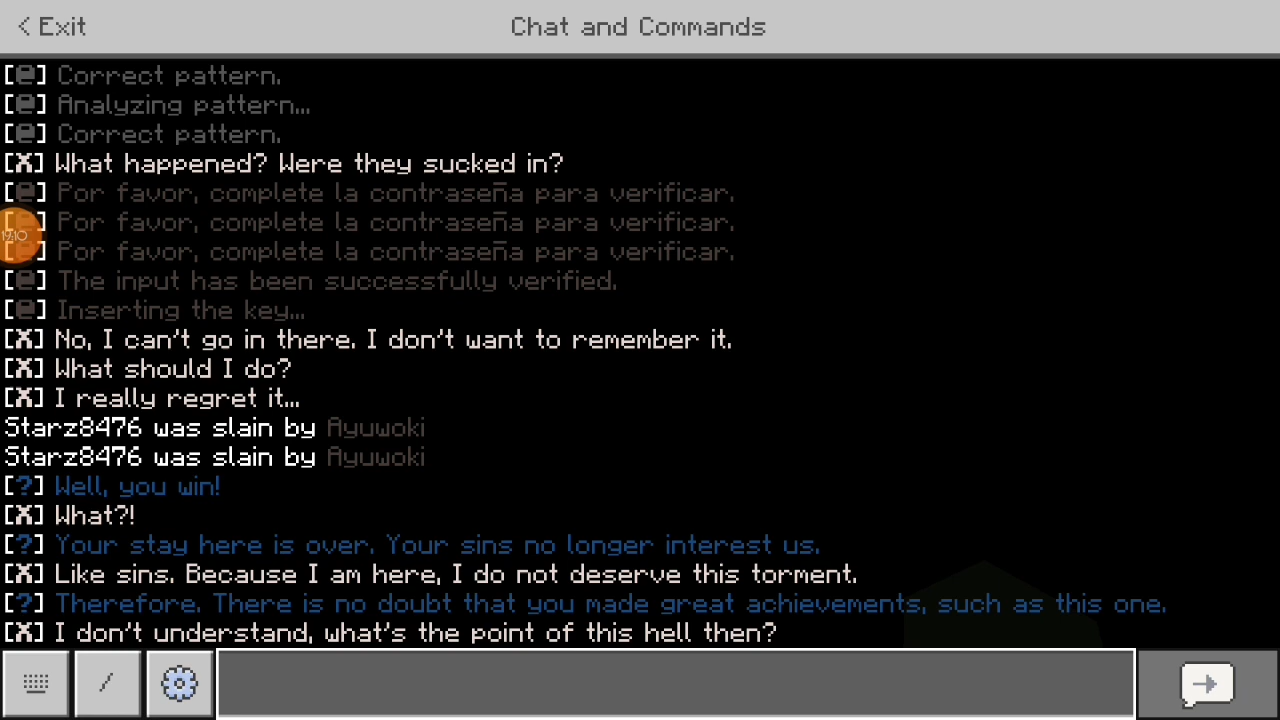 < Exit
Chat and Commands
[e] Correct pattern.
[e] Analyzing pattern...
[e] Correct pattern.
[X] What happened? Were they sucked in?
[e] Por favor, complete la contraseña para verificar.
[e] Por favor, complete la contraseña para verificar.
19:10
[e] Por favor, complete la contraseña para verificar.
[e] The input has been successfully verified.
[e] Inserting the key...
[X] No, I can't go in there. I don't want to remember it.
[X] What should I do?
[X] I really regret it...
Starz8476 was slain by Ayuwoki
Starz8476 was slain by Ayuwoki
[?] Well, you win!
[X] What?!
[?] Your stay here is over. Your sins no longer interest us.
[X] Like sins. Because I am here, I do not deserve this torment.
[?] Therefore. There is no doubt that you made great achievements, such as this one.
[X] I don't understand, what's the point of this hell then?
/